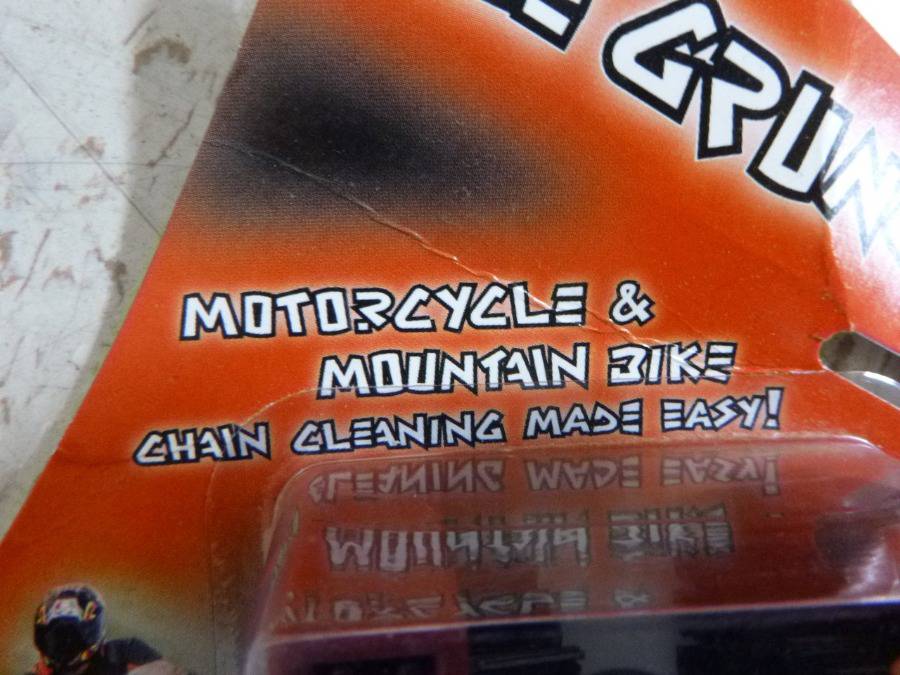 MOTORCYCLE &
MOUNTAIN BIKE
CHAIN CLEANING MADE EASY!